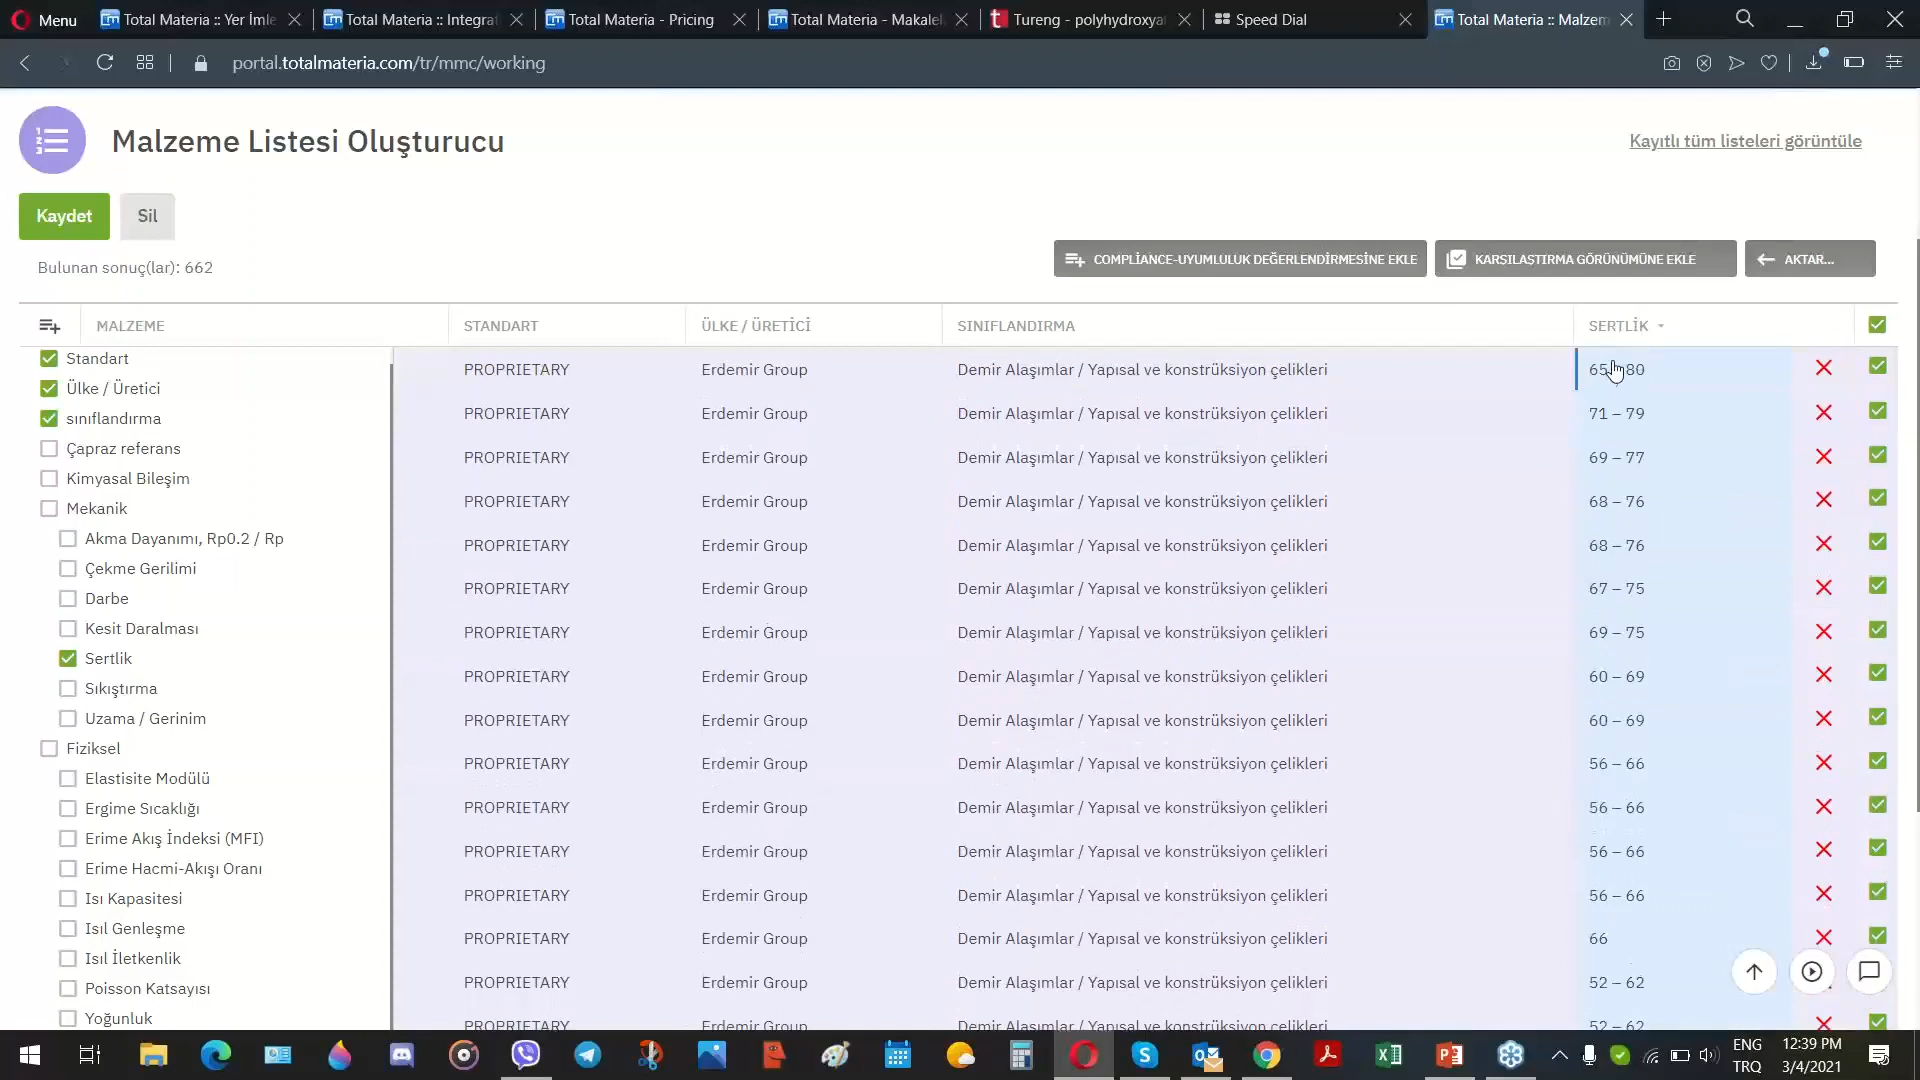 Menu
Total Materia :: Yer İmle
Total Materia :: Integrat
Total Materia - Pricing
Total Materia - Makalel
Tureng - polyhydroxya
Speed Dial
Total Materia :: Malzem
portal.totalmateria.com/tr/mmc/working
Malzeme Listesi Oluşturucu
Kayıtlı tüm listeleri görüntüle
Kaydet
Sil
Bulunan sonuç(lar): 662
COMPLİANCE-UYUMLULUK DEĞERLENDİRMESİNE EKLE
KARŞILAŞTIRMA GÖRÜNÜMÜNE EKLE
AKTAR...
MALZEME STANDART ÜLKE / ÜRETİCİ SINIFLANDIRMA SERTLİK
Standart
Ülke / Üretici
sınıflandırma
Çapraz referans
Kimyasal Bileşim
Mekanik
Akma Dayanımı, Rp0.2 / Rp
Çekme Gerilimi
Darbe
Kesit Daralması
Sertlik
Sıkıştırma
Uzama / Gerinim
Fiziksel
Elastisite Modülü
Ergime Sıcaklığı
Erime Akış İndeksi (MFI)
Erime Hacmi-Akışı Oranı
Isı Kapasitesi
Isıl Genleşme
Isıl İletkenlik
Poisson Katsayısı
Yoğunluk
PROPRIETARY Erdemir Group Demir Alaşımlar / Yapısal ve konstrüksiyon çelikleri 65 80
PROPRIETARY Erdemir Group Demir Alaşımlar / Yapısal ve konstrüksiyon çelikleri 71 – 79
PROPRIETARY Erdemir Group Demir Alaşımlar / Yapısal ve konstrüksiyon çelikleri 69 – 77
PROPRIETARY Erdemir Group Demir Alaşımlar / Yapısal ve konstrüksiyon çelikleri 68 – 76
PROPRIETARY Erdemir Group Demir Alaşımlar / Yapısal ve konstrüksiyon çelikleri 68 – 76
PROPRIETARY Erdemir Group Demir Alaşımlar / Yapısal ve konstrüksiyon çelikleri 67 – 75
PROPRIETARY Erdemir Group Demir Alaşımlar / Yapısal ve konstrüksiyon çelikleri 69 – 75
PROPRIETARY Erdemir Group Demir Alaşımlar / Yapısal ve konstrüksiyon çelikleri 60 – 69
PROPRIETARY Erdemir Group Demir Alaşımlar / Yapısal ve konstrüksiyon çelikleri 60 – 69
PROPRIETARY Erdemir Group Demir Alaşımlar / Yapısal ve konstrüksiyon çelikleri 56 – 66
PROPRIETARY Erdemir Group Demir Alaşımlar / Yapısal ve konstrüksiyon çelikleri 56 – 66
PROPRIETARY Erdemir Group Demir Alaşımlar / Yapısal ve konstrüksiyon çelikleri 56 – 66
PROPRIETARY Erdemir Group Demir Alaşımlar / Yapısal ve konstrüksiyon çelikleri 56 – 66
PROPRIETARY Erdemir Group Demir Alaşımlar / Yapısal ve konstrüksiyon çelikleri 66
PROPRIETARY Erdemir Group Demir Alaşımlar / Yapısal ve konstrüksiyon çelikleri 52 – 62
PROPRIETARY Erdemir Group Demir Alaşımlar / Yapısal ve konstrüksiyon çelikleri 52 – 62
ENG
TRQ
12:39 PM
3/4/2021